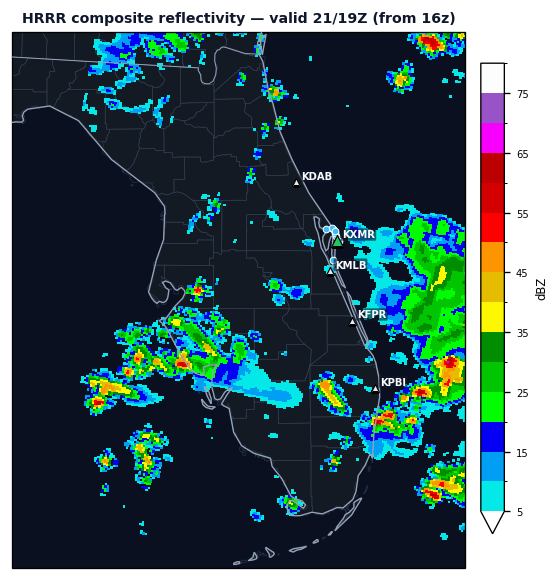 HRRR composite reflectivity — valid 21/19Z (from 16z)
KDAB
KXMR
KMLB
KFPR
KPBI
75
65
55
45
35
25
15
5
dBZ